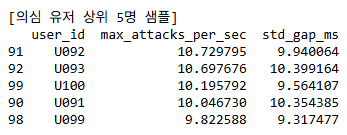 [의심 유저 상위 5명 샘플]
user_id max_attacks_per_sec std_gap_ms
91 U092 10.729795 9.940064
92 U093 10.697676 10.399164
99 U100 10.195792 9.564107
90 U091 10.046730 10.354385
98 U099 9.822588 9.317477